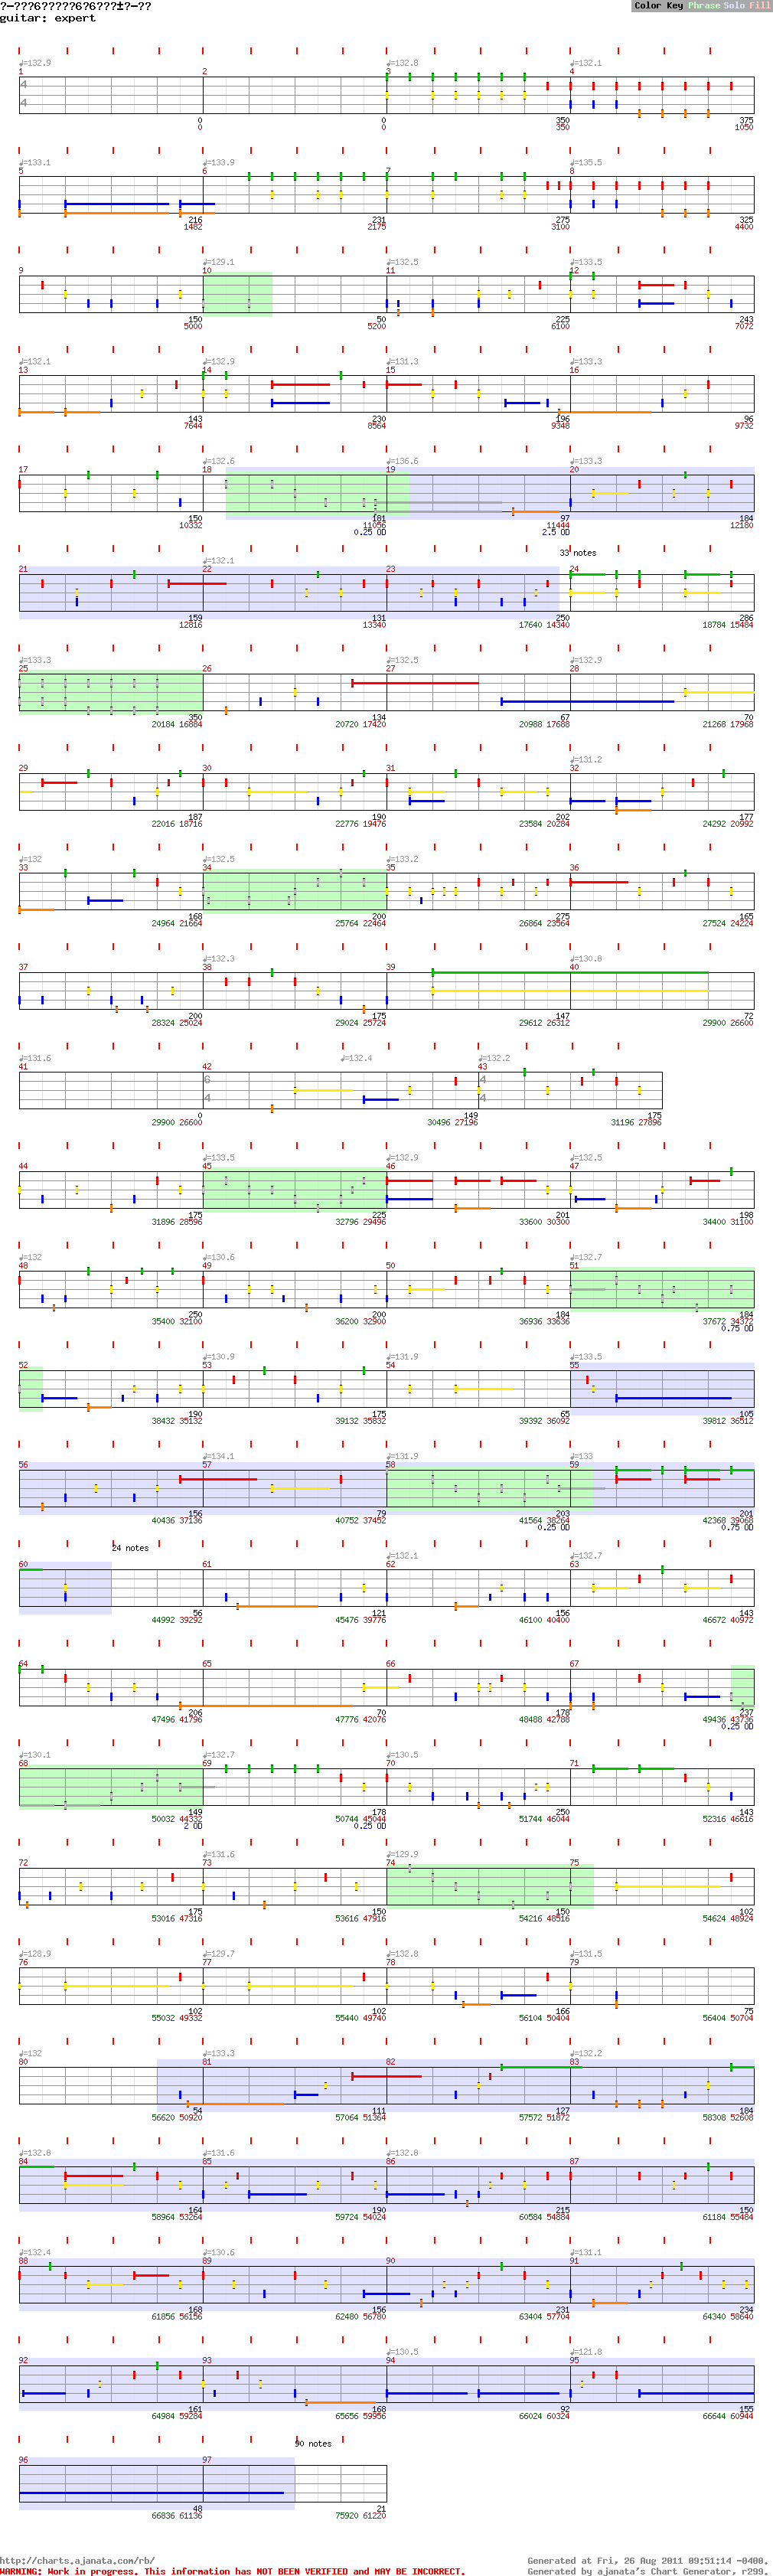 ?-???6?????6?6???±?-??
Color Key Phrase Solo Fill
guitar: expert
♩=132.9 ♩=132.8 ♩=132.1
1 2 3 4
4
4
0 0 350 375
0 0 350 1050
♩=133.1 ♩=133.9 ♩=135.5
5 6 7 8
216 231 275 325
1482 2175 3100 4400
♩=129.1 ♩=132.5 ♩=133.5
9 10 11 12
150 50 225 243
5000 5200 6100 7072
♩=132.1 ♩=132.9 ♩=131.3 ♩=133.3
13 14 15 16
143 230 196 96
7644 8564 9348 9732
♩=132.6 ♩=136.6 ♩=133.3
17 18 19 20
150 181 97 184
10332 11056 11444 12180
0.25 OD 2.5 OD
33 notes
♩=132.1
21 22 23 24
159 131 250 286
12816 13340 17640 14340 18784 15484
♩=133.3 ♩=132.5 ♩=132.9
25 26 27 28
350 134 67 70
20184 16884 20720 17420 20988 17688 21268 17968
♩=131.2
29 30 31 32
187 190 202 177
22016 18716 22776 19476 23584 20284 24292 20992
♩=132 ♩=132.5 ♩=133.2
33 34 35 36
168 200 275 165
24964 21664 25764 22464 26864 23564 27524 24224
♩=132.3 ♩=130.8
37 38 39 40
200 175 147 72
28324 25024 29024 25724 29612 26312 29900 26600
♩=131.6 ♩=132.4 ♩=132.2
41 42 43
6 4
4 4
0 149 175
29900 26600 30496 27196 31196 27896
♩=133.5 ♩=132.9 ♩=132.5
44 45 46 47
175 225 201 198
31896 28596 32796 29496 33600 30300 34400 31100
♩=132 ♩=130.6 ♩=132.7
48 49 50 51
250 200 184 184
35400 32100 36200 32900 36936 33636 37672 34372
0.75 OD
♩=130.9 ♩=131.9 ♩=133.5
52 53 54 55
190 175 65 105
38432 35132 39132 35832 39392 36092 39812 36512
♩=134.1 ♩=131.9 ♩=133
56 57 58 59
156 79 203 201
40436 37136 40752 37452 41564 38264 42368 39068
0.25 OD 0.75 OD
24 notes
♩=132.1 ♩=132.7
60 61 62 63
56 121 156 143
44992 39292 45476 39776 46100 40400 46672 40972
64 65 66 67
206 70 178 237
47496 41796 47776 42076 48488 42788 49436 43736
0.25 OD
♩=130.1 ♩=132.7 ♩=130.5
68 69 70 71
149 178 250 143
50032 44332 50744 45044 51744 46044 52316 46616
2 OD 0.25 OD
♩=131.6 ♩=129.9
72 73 74 75
175 150 150 102
53016 47316 53616 47916 54216 48516 54624 48924
♩=128.9 ♩=129.7 ♩=132.8 ♩=131.5
76 77 78 79
102 102 166 75
55032 49332 55440 49740 56104 50404 56404 50704
♩=132 ♩=133.3 ♩=132.2
80 81 82 83
54 111 127 184
56620 50920 57064 51364 57572 51872 58308 52608
♩=132.8 ♩=131.6 ♩=132.8
84 85 86 87
164 190 215 150
58964 53264 59724 54024 60584 54884 61184 55484
♩=132.4 ♩=130.6 ♩=131.1
88 89 90 91
168 156 231 234
61856 56156 62480 56780 63404 57704 64340 58640
♩=130.5 ♩=121.8
92 93 94 95
161 168 92 155
64984 59284 65656 59956 66024 60324 66644 60944
90 notes
96 97
48 21
66836 61136 75920 61220
http://charts.ajanata.com/rb/
Generated at Fri, 26 Aug 2011 09:51:14 -0400.
WARNING: Work in progress. This information has NOT BEEN VERIFIED and MAY BE INCORRECT.
Generated by ajanata's Chart Generator, r299.